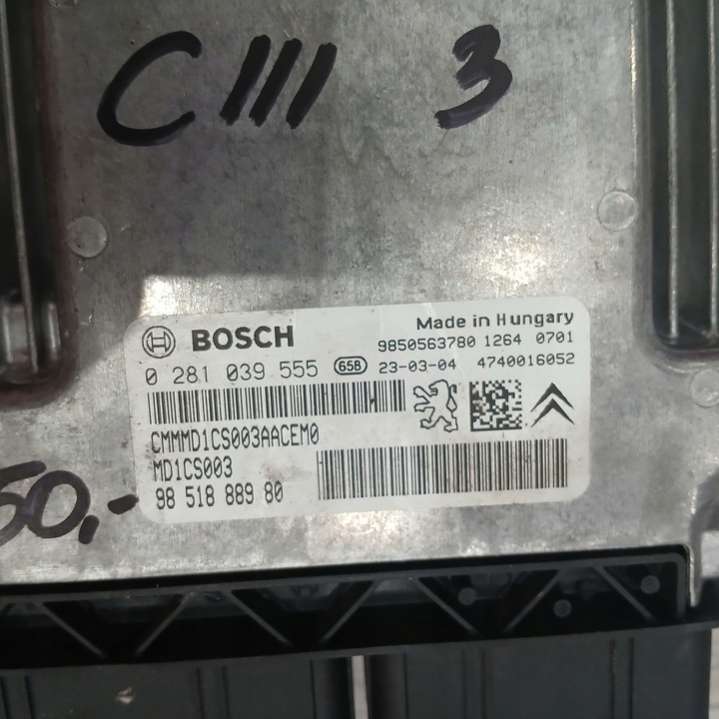 CIII 3
BOSCH
Made in Hungary
9850563780 1264 0701
0 281 039 555 658 23-03-04 4740016052
CMMMD1CS003AACEM0
MD1CS003
98 518 889 80
50,-